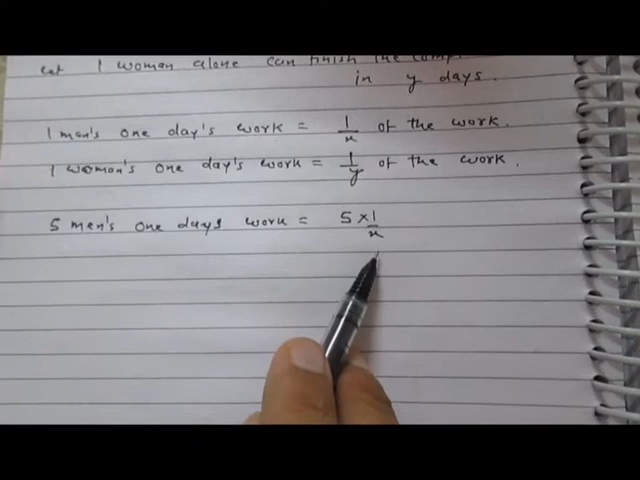 Let 1 woman alone can finish the
in y days.
1 man's one day's work = 1/x of the work.
1 woman's one day's work = 1/y of the work.
5 men's one days work = 5 × 1/x